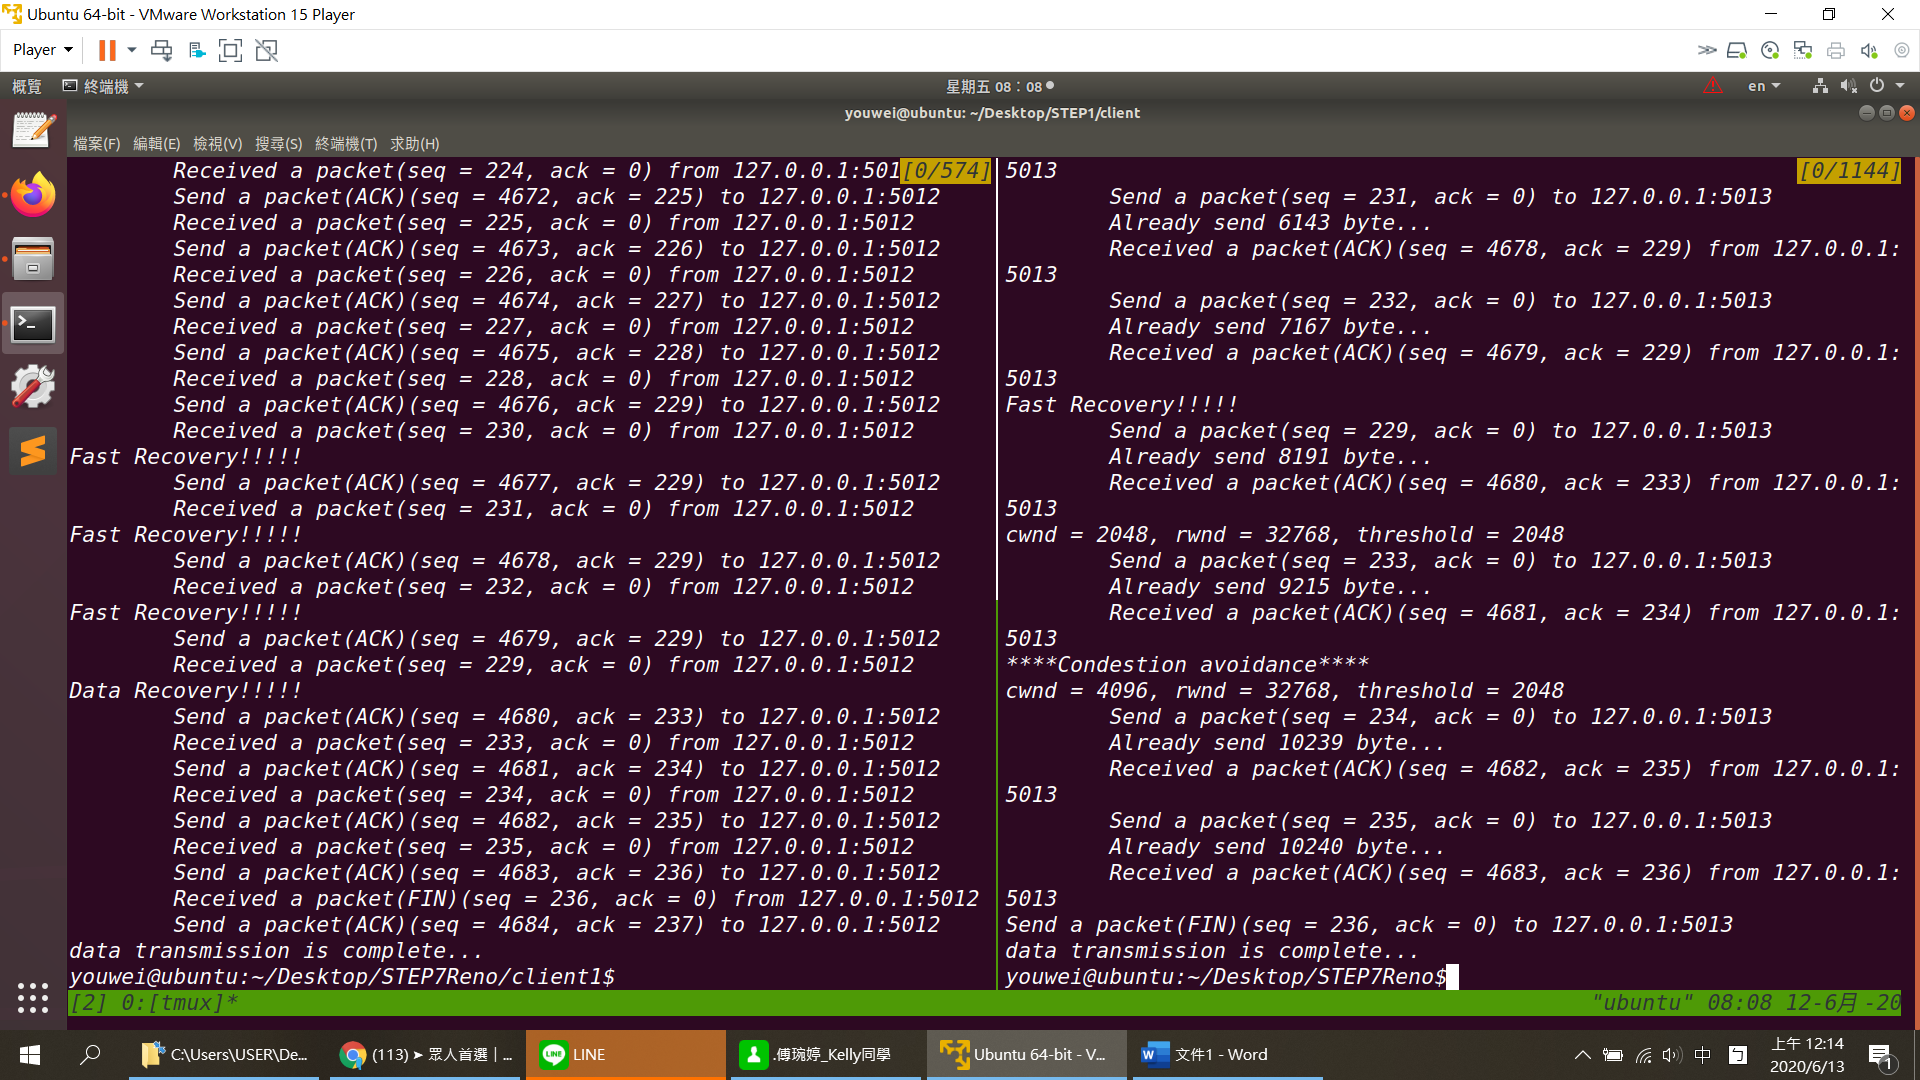 Ubuntu 64-bit - VMware Workstation 15 Player
Player
概覽 終端機 星期五 08：08 en
youwei@ubuntu: ~/Desktop/STEP1/client
檔案(F) 編輯(E) 檢視(V) 搜尋(S) 終端機(T) 求助(H)
Received a packet(seq = 224, ack = 0) from 127.0.0.1:501[0/574]
Send a packet(ACK)(seq = 4672, ack = 225) to 127.0.0.1:5012
Received a packet(seq = 225, ack = 0) from 127.0.0.1:5012
Send a packet(ACK)(seq = 4673, ack = 226) to 127.0.0.1:5012
Received a packet(seq = 226, ack = 0) from 127.0.0.1:5012
Send a packet(ACK)(seq = 4674, ack = 227) to 127.0.0.1:5012
Received a packet(seq = 227, ack = 0) from 127.0.0.1:5012
Send a packet(ACK)(seq = 4675, ack = 228) to 127.0.0.1:5012
Received a packet(seq = 228, ack = 0) from 127.0.0.1:5012
Send a packet(ACK)(seq = 4676, ack = 229) to 127.0.0.1:5012
Received a packet(seq = 230, ack = 0) from 127.0.0.1:5012
Fast Recovery!!!!!
Send a packet(ACK)(seq = 4677, ack = 229) to 127.0.0.1:5012
Received a packet(seq = 231, ack = 0) from 127.0.0.1:5012
Fast Recovery!!!!!
Send a packet(ACK)(seq = 4678, ack = 229) to 127.0.0.1:5012
Received a packet(seq = 232, ack = 0) from 127.0.0.1:5012
Fast Recovery!!!!!
Send a packet(ACK)(seq = 4679, ack = 229) to 127.0.0.1:5012
Received a packet(seq = 229, ack = 0) from 127.0.0.1:5012
Data Recovery!!!!!
Send a packet(ACK)(seq = 4680, ack = 233) to 127.0.0.1:5012
Received a packet(seq = 233, ack = 0) from 127.0.0.1:5012
Send a packet(ACK)(seq = 4681, ack = 234) to 127.0.0.1:5012
Received a packet(seq = 234, ack = 0) from 127.0.0.1:5012
Send a packet(ACK)(seq = 4682, ack = 235) to 127.0.0.1:5012
Received a packet(seq = 235, ack = 0) from 127.0.0.1:5012
Send a packet(ACK)(seq = 4683, ack = 236) to 127.0.0.1:5012
Received a packet(FIN)(seq = 236, ack = 0) from 127.0.0.1:5012
Send a packet(ACK)(seq = 4684, ack = 237) to 127.0.0.1:5012
data transmission is complete...
youwei@ubuntu:~/Desktop/STEP7Reno/client1$
5013 [0/1144]
Send a packet(seq = 231, ack = 0) to 127.0.0.1:5013
Already send 6143 byte...
Received a packet(ACK)(seq = 4678, ack = 229) from 127.0.0.1:
5013
Send a packet(seq = 232, ack = 0) to 127.0.0.1:5013
Already send 7167 byte...
Received a packet(ACK)(seq = 4679, ack = 229) from 127.0.0.1:
5013
Fast Recovery!!!!!
Send a packet(seq = 229, ack = 0) to 127.0.0.1:5013
Already send 8191 byte...
Received a packet(ACK)(seq = 4680, ack = 233) from 127.0.0.1:
5013
cwnd = 2048, rwnd = 32768, threshold = 2048
Send a packet(seq = 233, ack = 0) to 127.0.0.1:5013
Already send 9215 byte...
Received a packet(ACK)(seq = 4681, ack = 234) from 127.0.0.1:
5013
****Condestion avoidance****
cwnd = 4096, rwnd = 32768, threshold = 2048
Send a packet(seq = 234, ack = 0) to 127.0.0.1:5013
Already send 10239 byte...
Received a packet(ACK)(seq = 4682, ack = 235) from 127.0.0.1:
5013
Send a packet(seq = 235, ack = 0) to 127.0.0.1:5013
Already send 10240 byte...
Received a packet(ACK)(seq = 4683, ack = 236) from 127.0.0.1:
5013
Send a packet(FIN)(seq = 236, ack = 0) to 127.0.0.1:5013
data transmission is complete...
youwei@ubuntu:~/Desktop/STEP7Reno$
[2] 0:[tmux]* "ubuntu" 08:08 12-6月-20
C:\Users\USER\De... (113) ➤ 眾人首選｜... LINE .傅琬婷_Kelly同學 Ubuntu 64-bit - V... 文件1 - Word 中 ㄅ 上午 12:14
2020/6/13 1